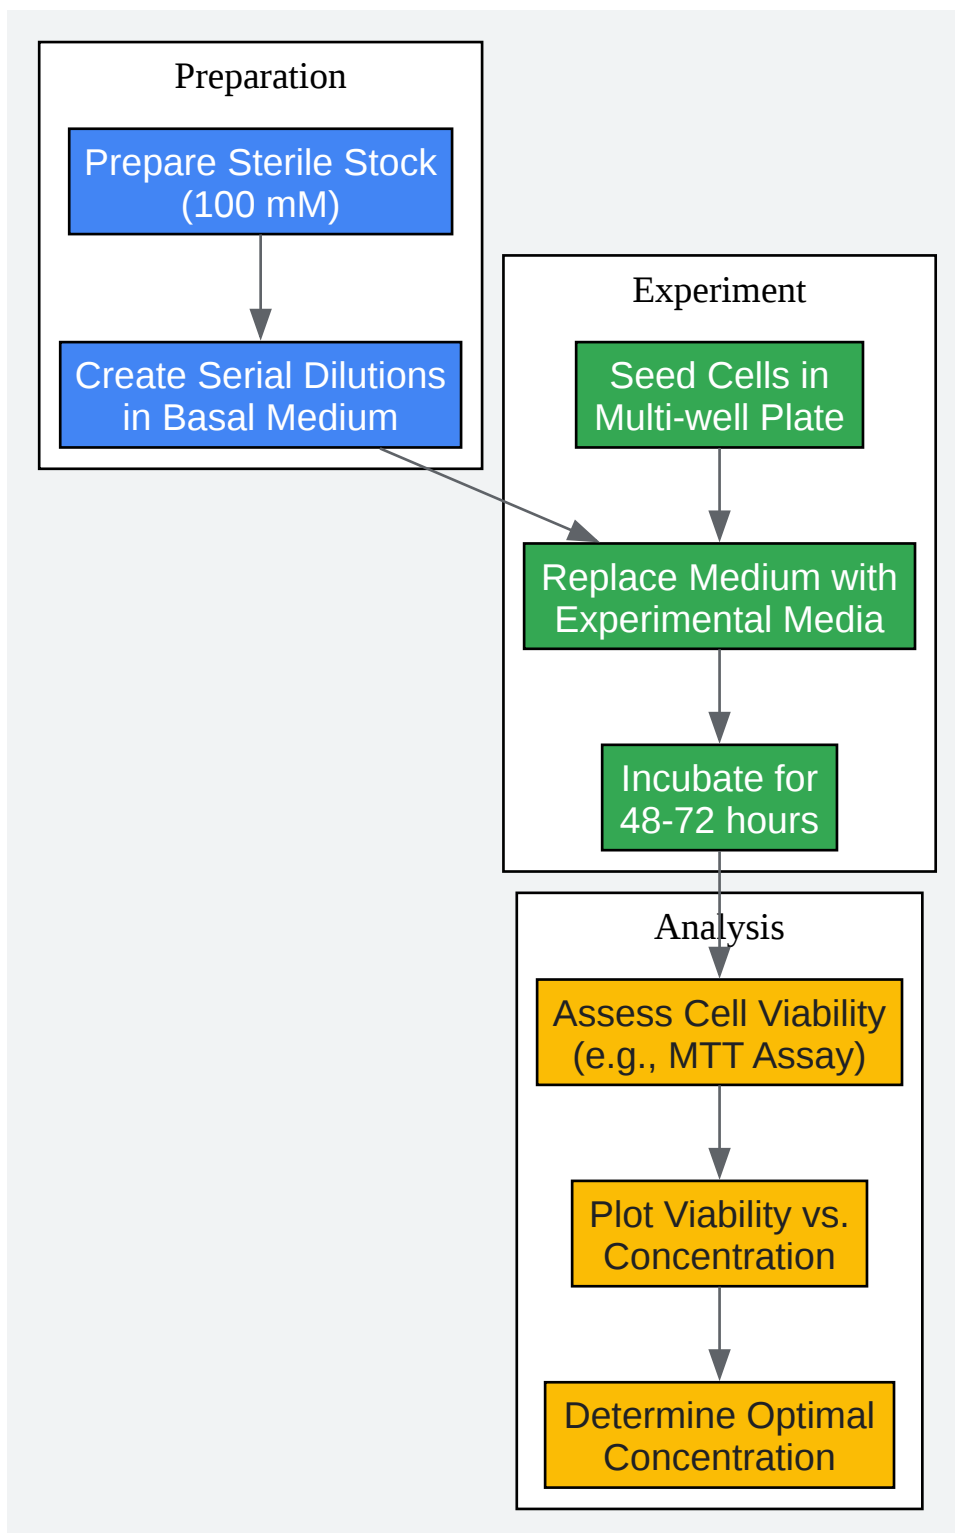 Preparation
Prepare Sterile Stock
(100 mM)
Create Serial Dilutions
in Basal Medium
Experiment
Seed Cells in
Multi-well Plate
Replace Medium with
Experimental Media
Incubate for
48-72 hours
Analysis
Assess Cell Viability
(e.g., MTT Assay)
Plot Viability vs.
Concentration
Determine Optimal
Concentration